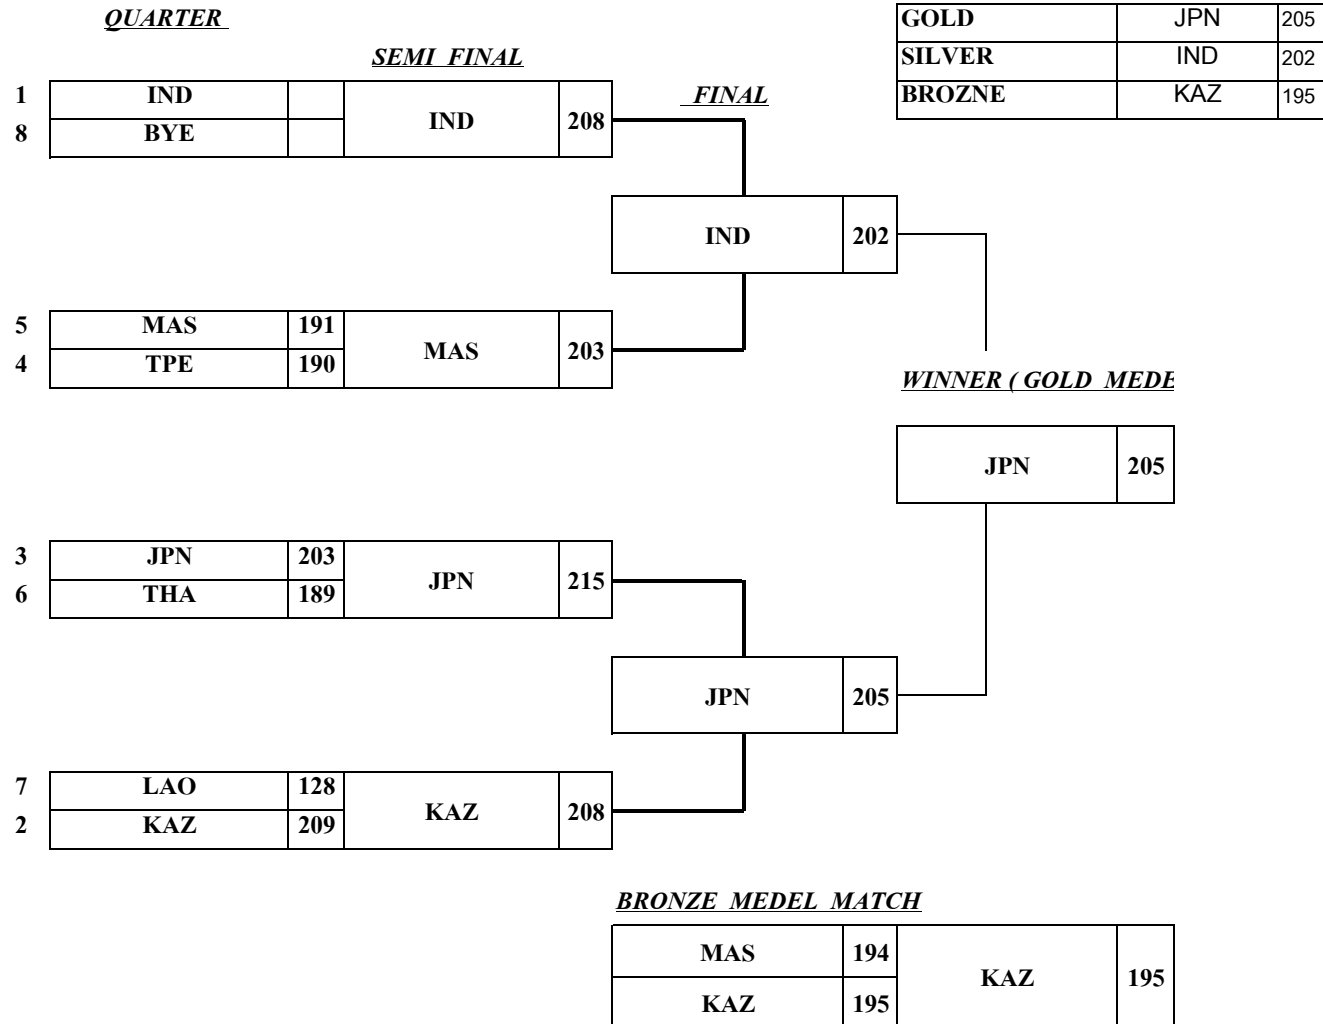 QUARTER
GOLD JPN 205
SEMI FINAL
SILVER IND 202
1 IND
FINAL
BROZNE KAZ 195
IND 208
8 BYE
IND 202
5 MAS 191
MAS 203
4 TPE 190
WINNER ( GOLD MEDE
JPN 205
3 JPN 203
JPN 215
6 THA 189
JPN 205
7 LAO 128
KAZ 208
2 KAZ 209
BRONZE MEDEL MATCH
MAS 194
KAZ 195
KAZ 195